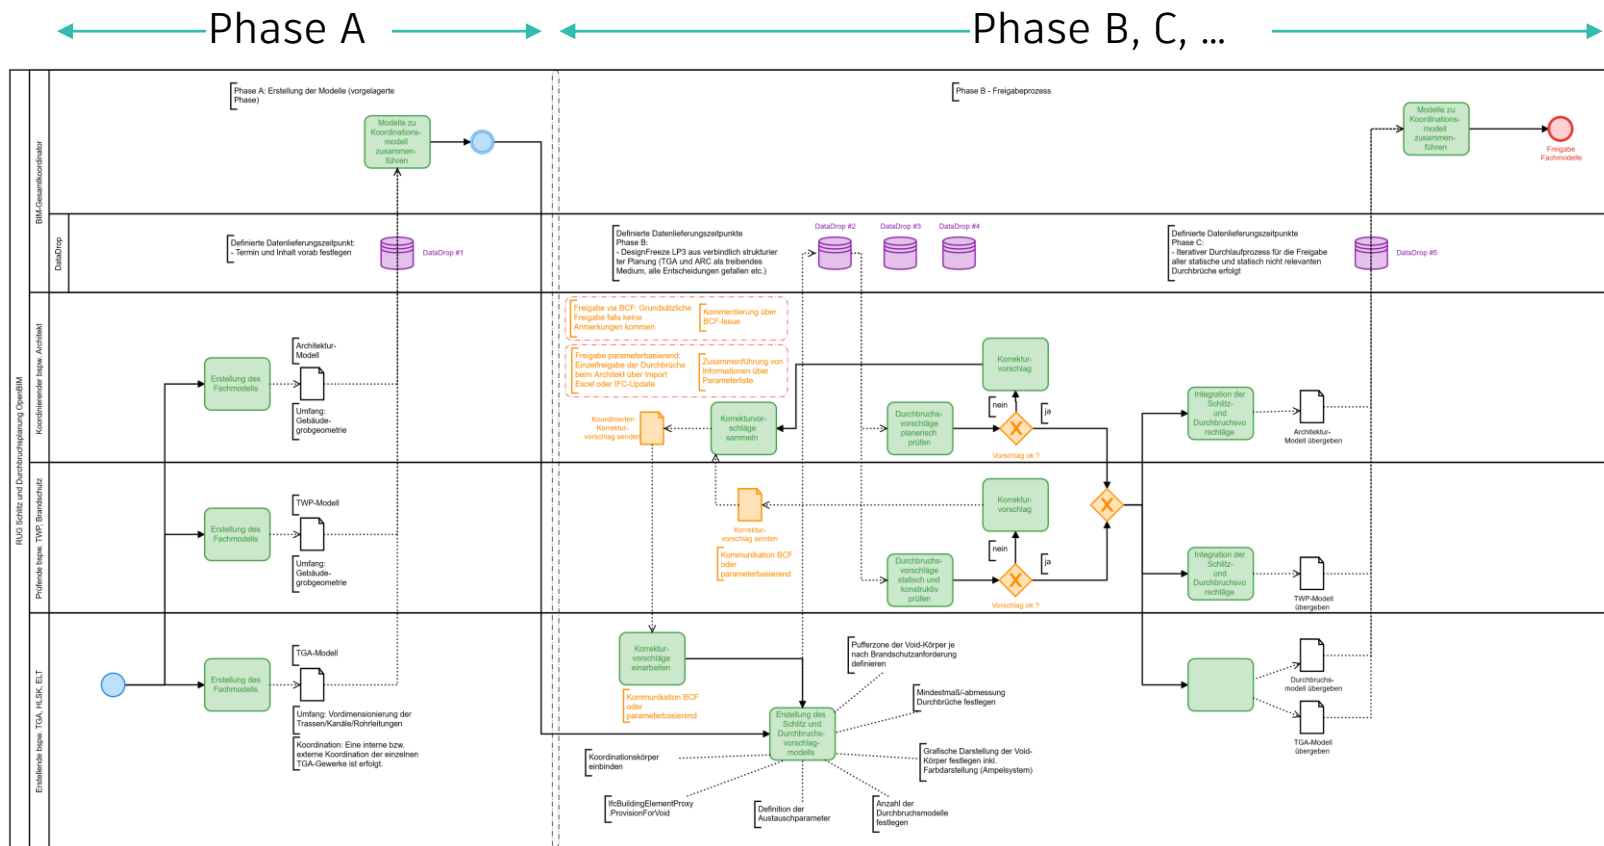 Phase A
Phase B, C, ...
RUG Schlitz und Durchbruchsplanung OpenBIM
BIM-Gesamtkoordinator
Phase A: Erstellung der Modelle (vorgelagerte
Phase)
Modelle zu
Koordinations-
modell
zusammen-
führen
Phase B - Freigabeprozess
Modelle zu
Koordinations-
modell
zusammen-
führen
Freigabe
Fachmodelle
DataDrop
Definierte Datenlieferungszeitpunkt:
- Termin und Inhalt vorab festlegen
DataDrop #1
Definierte Datenlieferungszeitpunkte
Phase B:
- DesignFreeze LP3 aus verbindlich strukturier
ter Planung (TGA und ARC als treibendes
Medium, alle Entscheidungen gefallen etc.)
DataDrop #2
DataDrop #3
DataDrop #4
Definierte Datenlieferungszeitpunkte
Phase C:
- Iterativer Durchlaufprozess für die Freigabe
aller statische und statisch nicht relevanten
Durchbrüche erfolgt
DataDrop #5
Koordinierender bspw. Architekt
Erstellung des
Fachmodells
Architektur-
Modell
Umfang:
Gebäude-
grobgeometrie
Freigabe via BCF: Grundsätzliche
Freigabe falls keine
Anmerkungen kommen
Kommentierung über
BCF-Issue
Freigabe parameterbasierend:
Einzelfreigabe der Durchbrüche
beim Architekt über Import
Excel oder IFC-Update
Zusammenführung von
Informationen über
Parameterliste
Koordinierten
Korrektur-
vorschlag senden
Korrekturvor-
schläge
sammeln
Durchbruchs-
vorschläge
planerisch
prüfen
Korrektur-
vorschlag
nein
ja
Vorschlag ok ?
Integration der
Schlitz-
und
Durchbruchsvo
rschläge
Architektur-
Modell übergeben
Prüfende bspw. TWP, Brandschutz
Erstellung des
Fachmodells
TWP-Modell
Umfang:
Gebäude-
grobgeometrie
Korrektur-
vorschlag senden
Kommunikation BCF
oder
parameterbasierend
Durchbruchs-
vorschläge
statisch und
konstruktiv
prüfen
Korrektur-
vorschlag
nein
ja
Vorschlag ok ?
Integration der
Schlitz-
und
Durchbruchsvo
rschläge
TWP-Modell
übergeben
Erstellende bspw. TGA, HLSK, ELT
Erstellung des
Fachmodells
TGA-Modell
Umfang: Vordimensionierung der
Trassen/Kanäle/Rohrleitungen
Koordination: Eine interne bzw.
externe Koordination der einzelnen
TGA-Gewerke ist erfolgt.
Korrektur-
vorschläge
einarbeiten
Kommunikation BCF
oder
parameterbasierend
Erstellung des
Schlitz und
Durchbruchs-
vorschlag-
modells
Pufferzone der Void-Körper je
nach Brandschutzanforderung
definieren
Mindestmaß/-abmessung
Durchbrüche festlegen
Grafische Darstellung der Void-
Körper festlegen inkl.
Farbdarstellung (Ampelsystem)
Koordinationskörper
einbinden
IfcBuildingElementProxy
.ProvisionForVoid
Definition der
Austauschparameter
Anzahl der
Durchbruchsmodelle
festlegen
Durchbruchs-
modell übergeben
TGA-Modell
übergeben